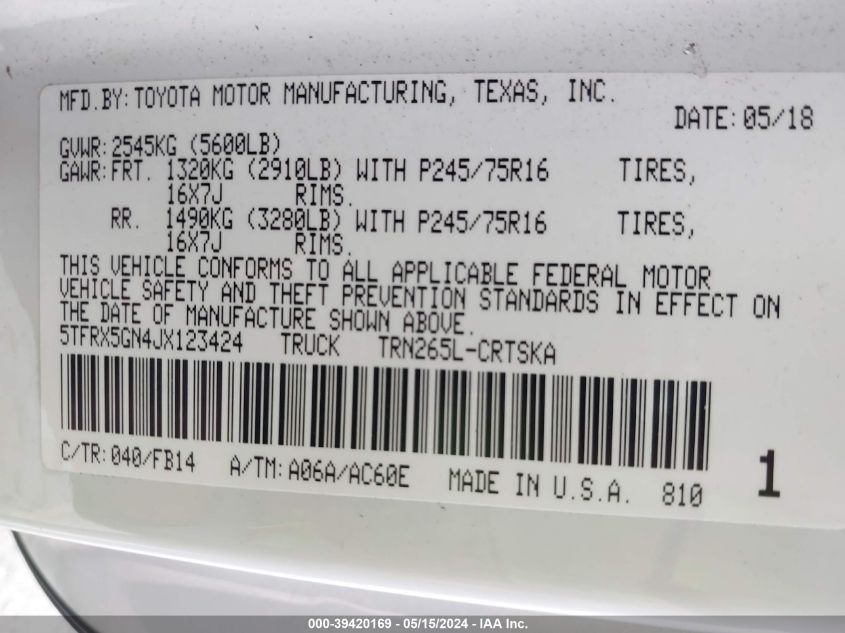 MFD.BY: TOYOTA MOTOR MANUFACTURING, TEXAS, INC.
DATE: 05/18
GVWR: 2545KG (5600LB)
GAWR: FRT. 1320KG (2910LB) WITH P245/75R16 TIRES,
16X7J RIMS.
RR. 1490KG (3280LB) WITH P245/75R16 TIRES,
16X7J RIMS.
THIS VEHICLE CONFORMS TO ALL APPLICABLE FEDERAL MOTOR
VEHICLE SAFETY AND THEFT PREVENTION STANDARDS IN EFFECT ON
THE DATE OF MANUFACTURE SHOWN ABOVE.
5TFRX5GN4JX123424 TRUCK TRN265L-CRTSKA
C/TR: 040/FB14 A/TM: A06A/AC60E MADE IN U.S.A. 810 1
000-39420169 - 05/15/2024 - IAA Inc.